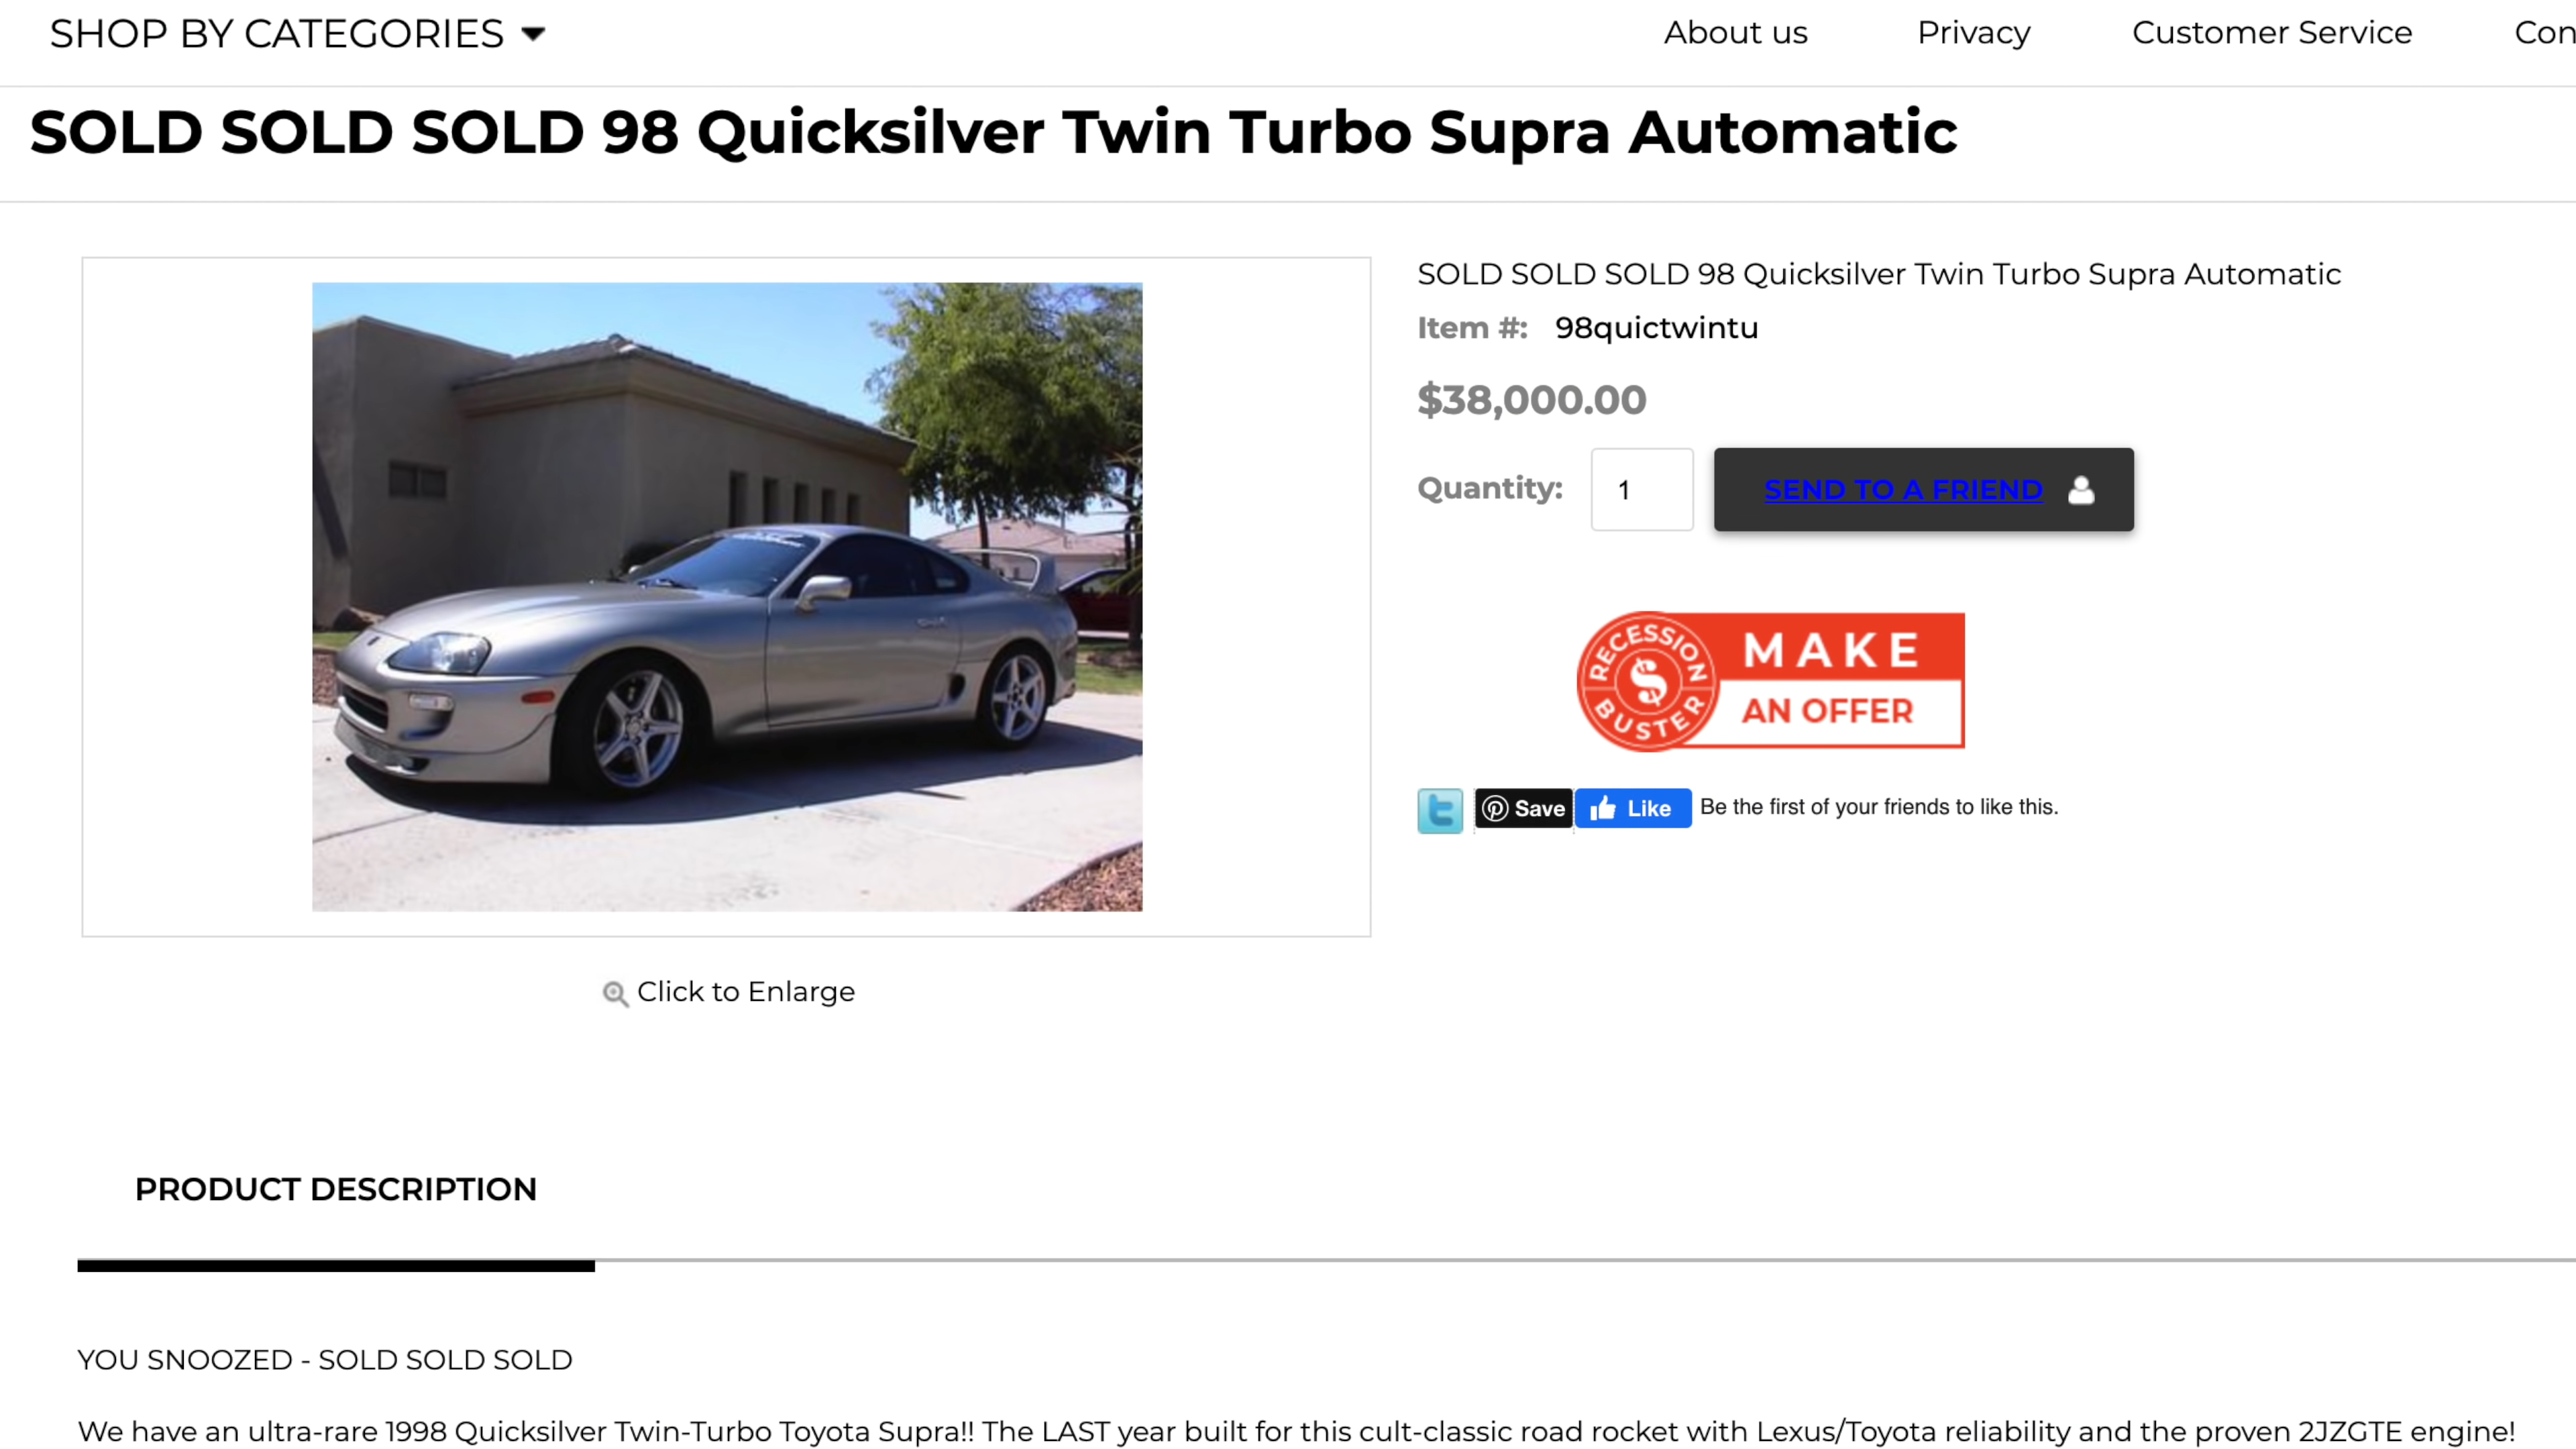 SHOP BY CATEGORIES
About us
Privacy
Customer Service
Con
SOLD SOLD SOLD 98 Quicksilver Twin Turbo Supra Automatic
SOLD SOLD SOLD 98 Quicksilver Twin Turbo Supra Automatic
Item #: 98quictwintu
$38,000.00
Quantity: 1
SEND TO A FRIEND
RECESSION
BUSTER
$
MAKE
AN OFFER
Save
Like
Be the first of your friends to like this.
Click to Enlarge
PRODUCT DESCRIPTION
YOU SNOOZED - SOLD SOLD SOLD
We have an ultra-rare 1998 Quicksilver Twin-Turbo Toyota Supra!! The LAST year built for this cult-classic road rocket with Lexus/Toyota reliability and the proven 2JZGTE engine!